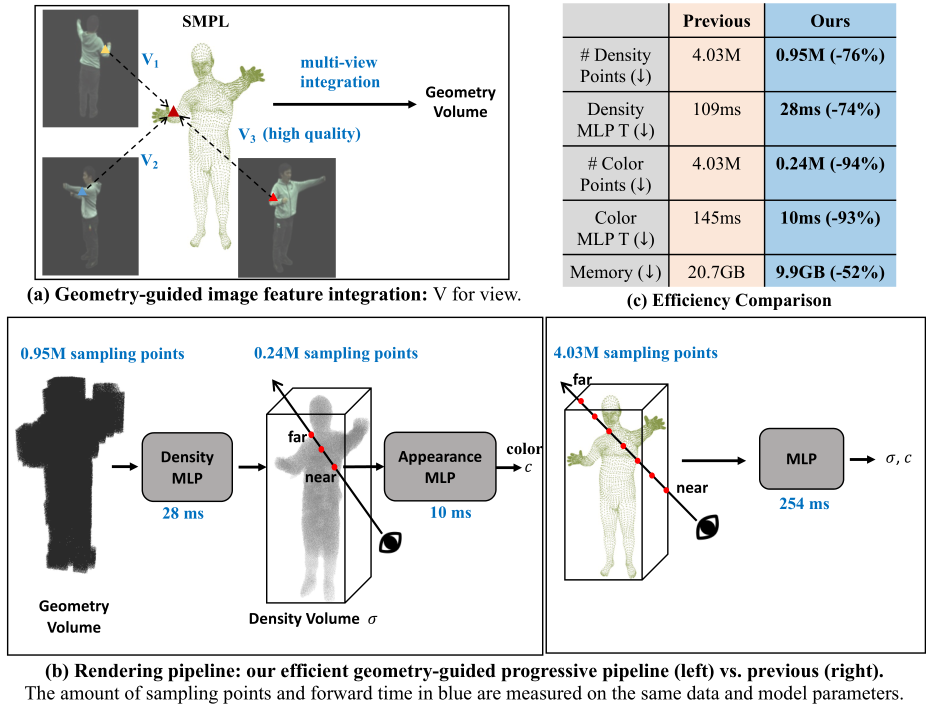 SMPL
V1
multi-view
integration
Geometry
Volume
V3 (high quality)
V2
(a) Geometry-guided image feature integration: V for view.
Previous Ours
# Density Points (↓) 4.03M 0.95M (-76%)
Density MLP T (↓) 109ms 28ms (-74%)
# Color Points (↓) 4.03M 0.24M (-94%)
Color MLP T (↓) 145ms 10ms (-93%)
Memory (↓) 20.7GB 9.9GB (-52%)
(c) Efficiency Comparison
0.95M sampling points
0.24M sampling points
far
near
Density
MLP
28 ms
Appearance
MLP
10 ms
color
c
Geometry
Volume
Density Volume σ
4.03M sampling points
far
near
MLP
254 ms
σ, c
(b) Rendering pipeline: our efficient geometry-guided progressive pipeline (left) vs. previous (right).
The amount of sampling points and forward time in blue are measured on the same data and model parameters.